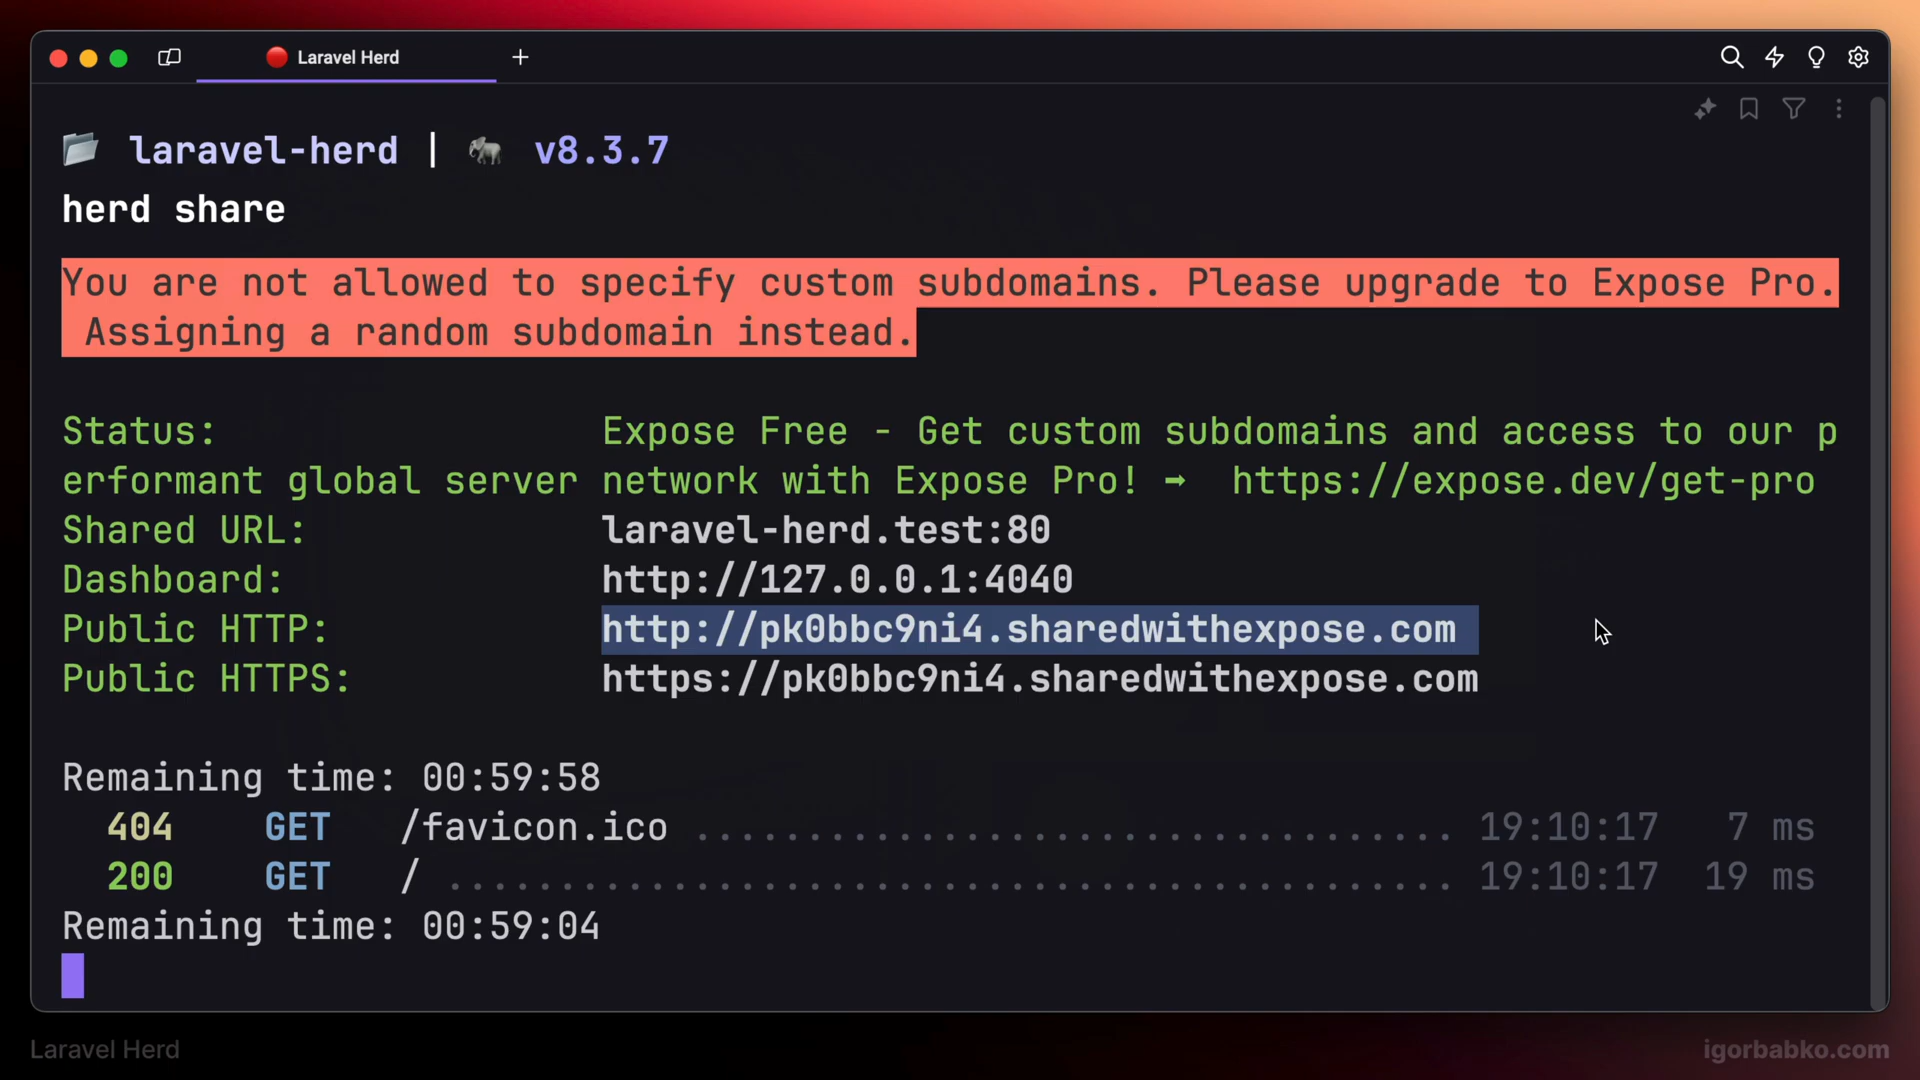 Laravel Herd
laravel-herd | v8.3.7
herd share
You are not allowed to specify custom subdomains. Please upgrade to Expose Pro.
Assigning a random subdomain instead.
Status: Expose Free - Get custom subdomains and access to our p
erformant global server network with Expose Pro! ➡ https://expose.dev/get-pro
Shared URL: laravel-herd.test:80
Dashboard: http://127.0.0.1:4040
Public HTTP: http://pk0bbc9ni4.sharedwithexpose.com
Public HTTPS: https://pk0bbc9ni4.sharedwithexpose.com
Remaining time: 00:59:58
404 GET /favicon.ico .................................. 19:10:17 7 ms
200 GET / ............................................. 19:10:17 19 ms
Remaining time: 00:59:04
Laravel Herd
igorbabko.com